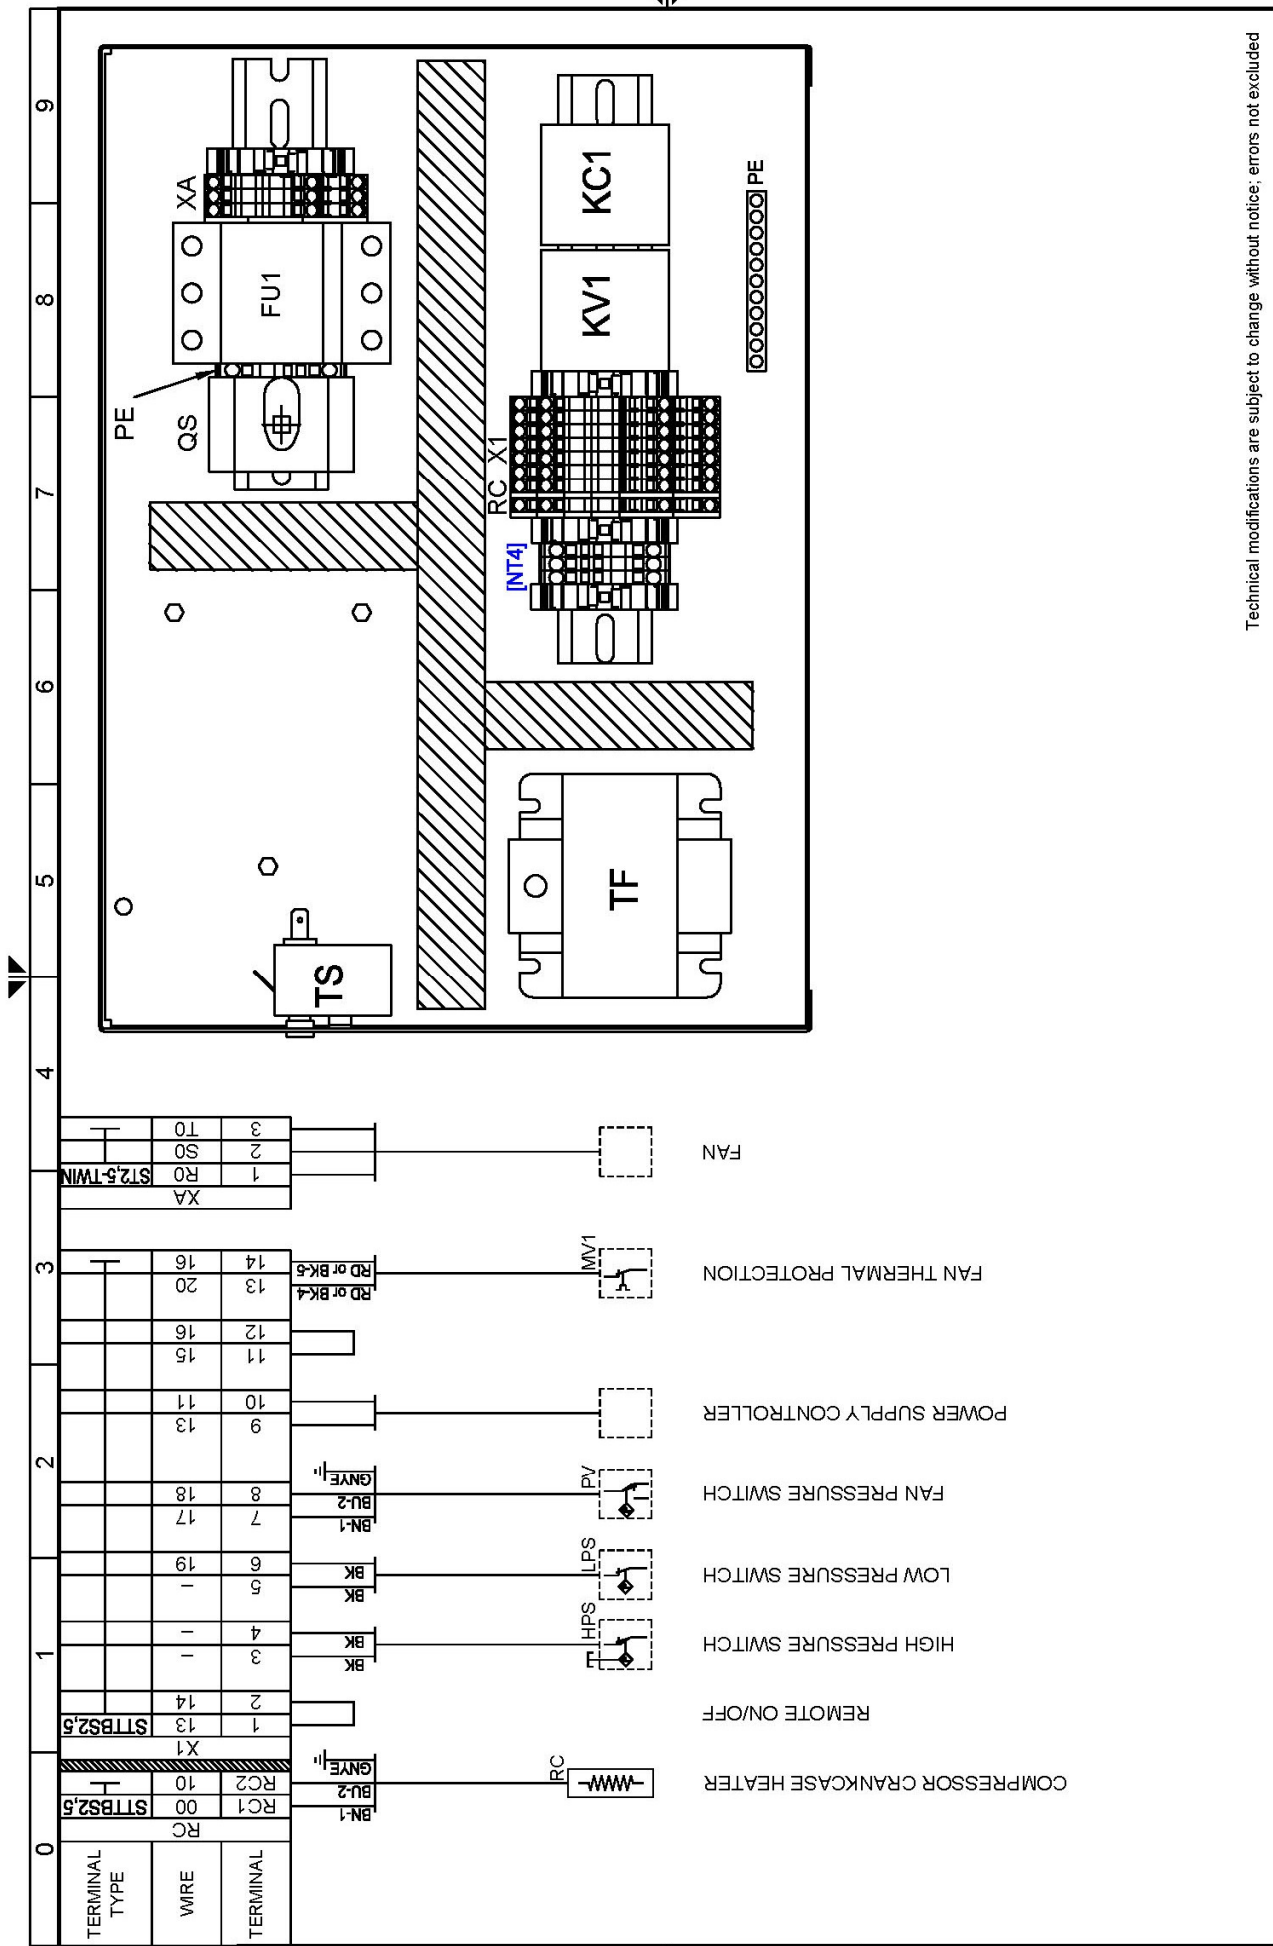 0 1 2 3 4 5 6 7 8 9
TERMINAL
TYPE
WIRE
TERMINAL
RC
STTBS2,5
00 10
RC1 RC2
BN-1
BU-2
GNYE
RC
COMPRESSOR CRANKCASE HEATER
X1
STTBS2,5
13 14 - - - 19 17 18 13 11 15 16 20 16
1 2 3 4 5 6 7 8 9 10 11 12 13 14
REMOTE ON/OFF
BK
BK
HPS
HIGH PRESSURE SWITCH
BK
BK
LPS
LOW PRESSURE SWITCH
BN-1
BU-2
GNYE
PV
FAN PRESSURE SWITCH
POWER SUPPLY CONTROLLER
RD or BK-4
RD or BK-5
MV1
FAN THERMAL PROTECTION
XA
ST2,5-TWIN
R0 S0 T0
1 2 3
FAN
TS
PE
QS
FU1
XA
TF
[NT4]
RC X1
KV1
KC1
PE
Technical modifications are subject to change without notice; errors not excluded